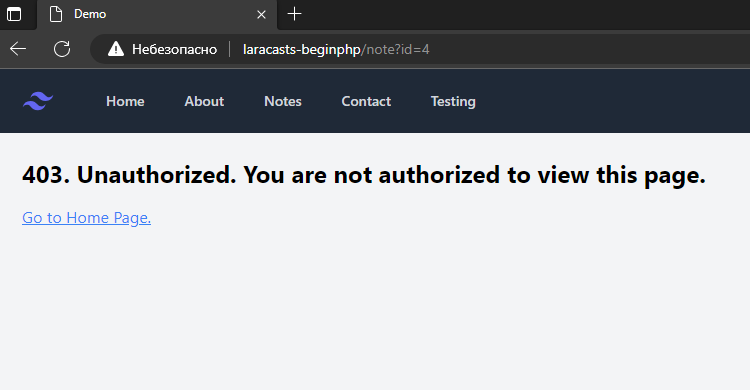 Demo
Небезопасно laracasts-beginphp/note?id=4
Home About Notes Contact Testing
403. Unauthorized. You are not authorized to view this page.
Go to Home Page.